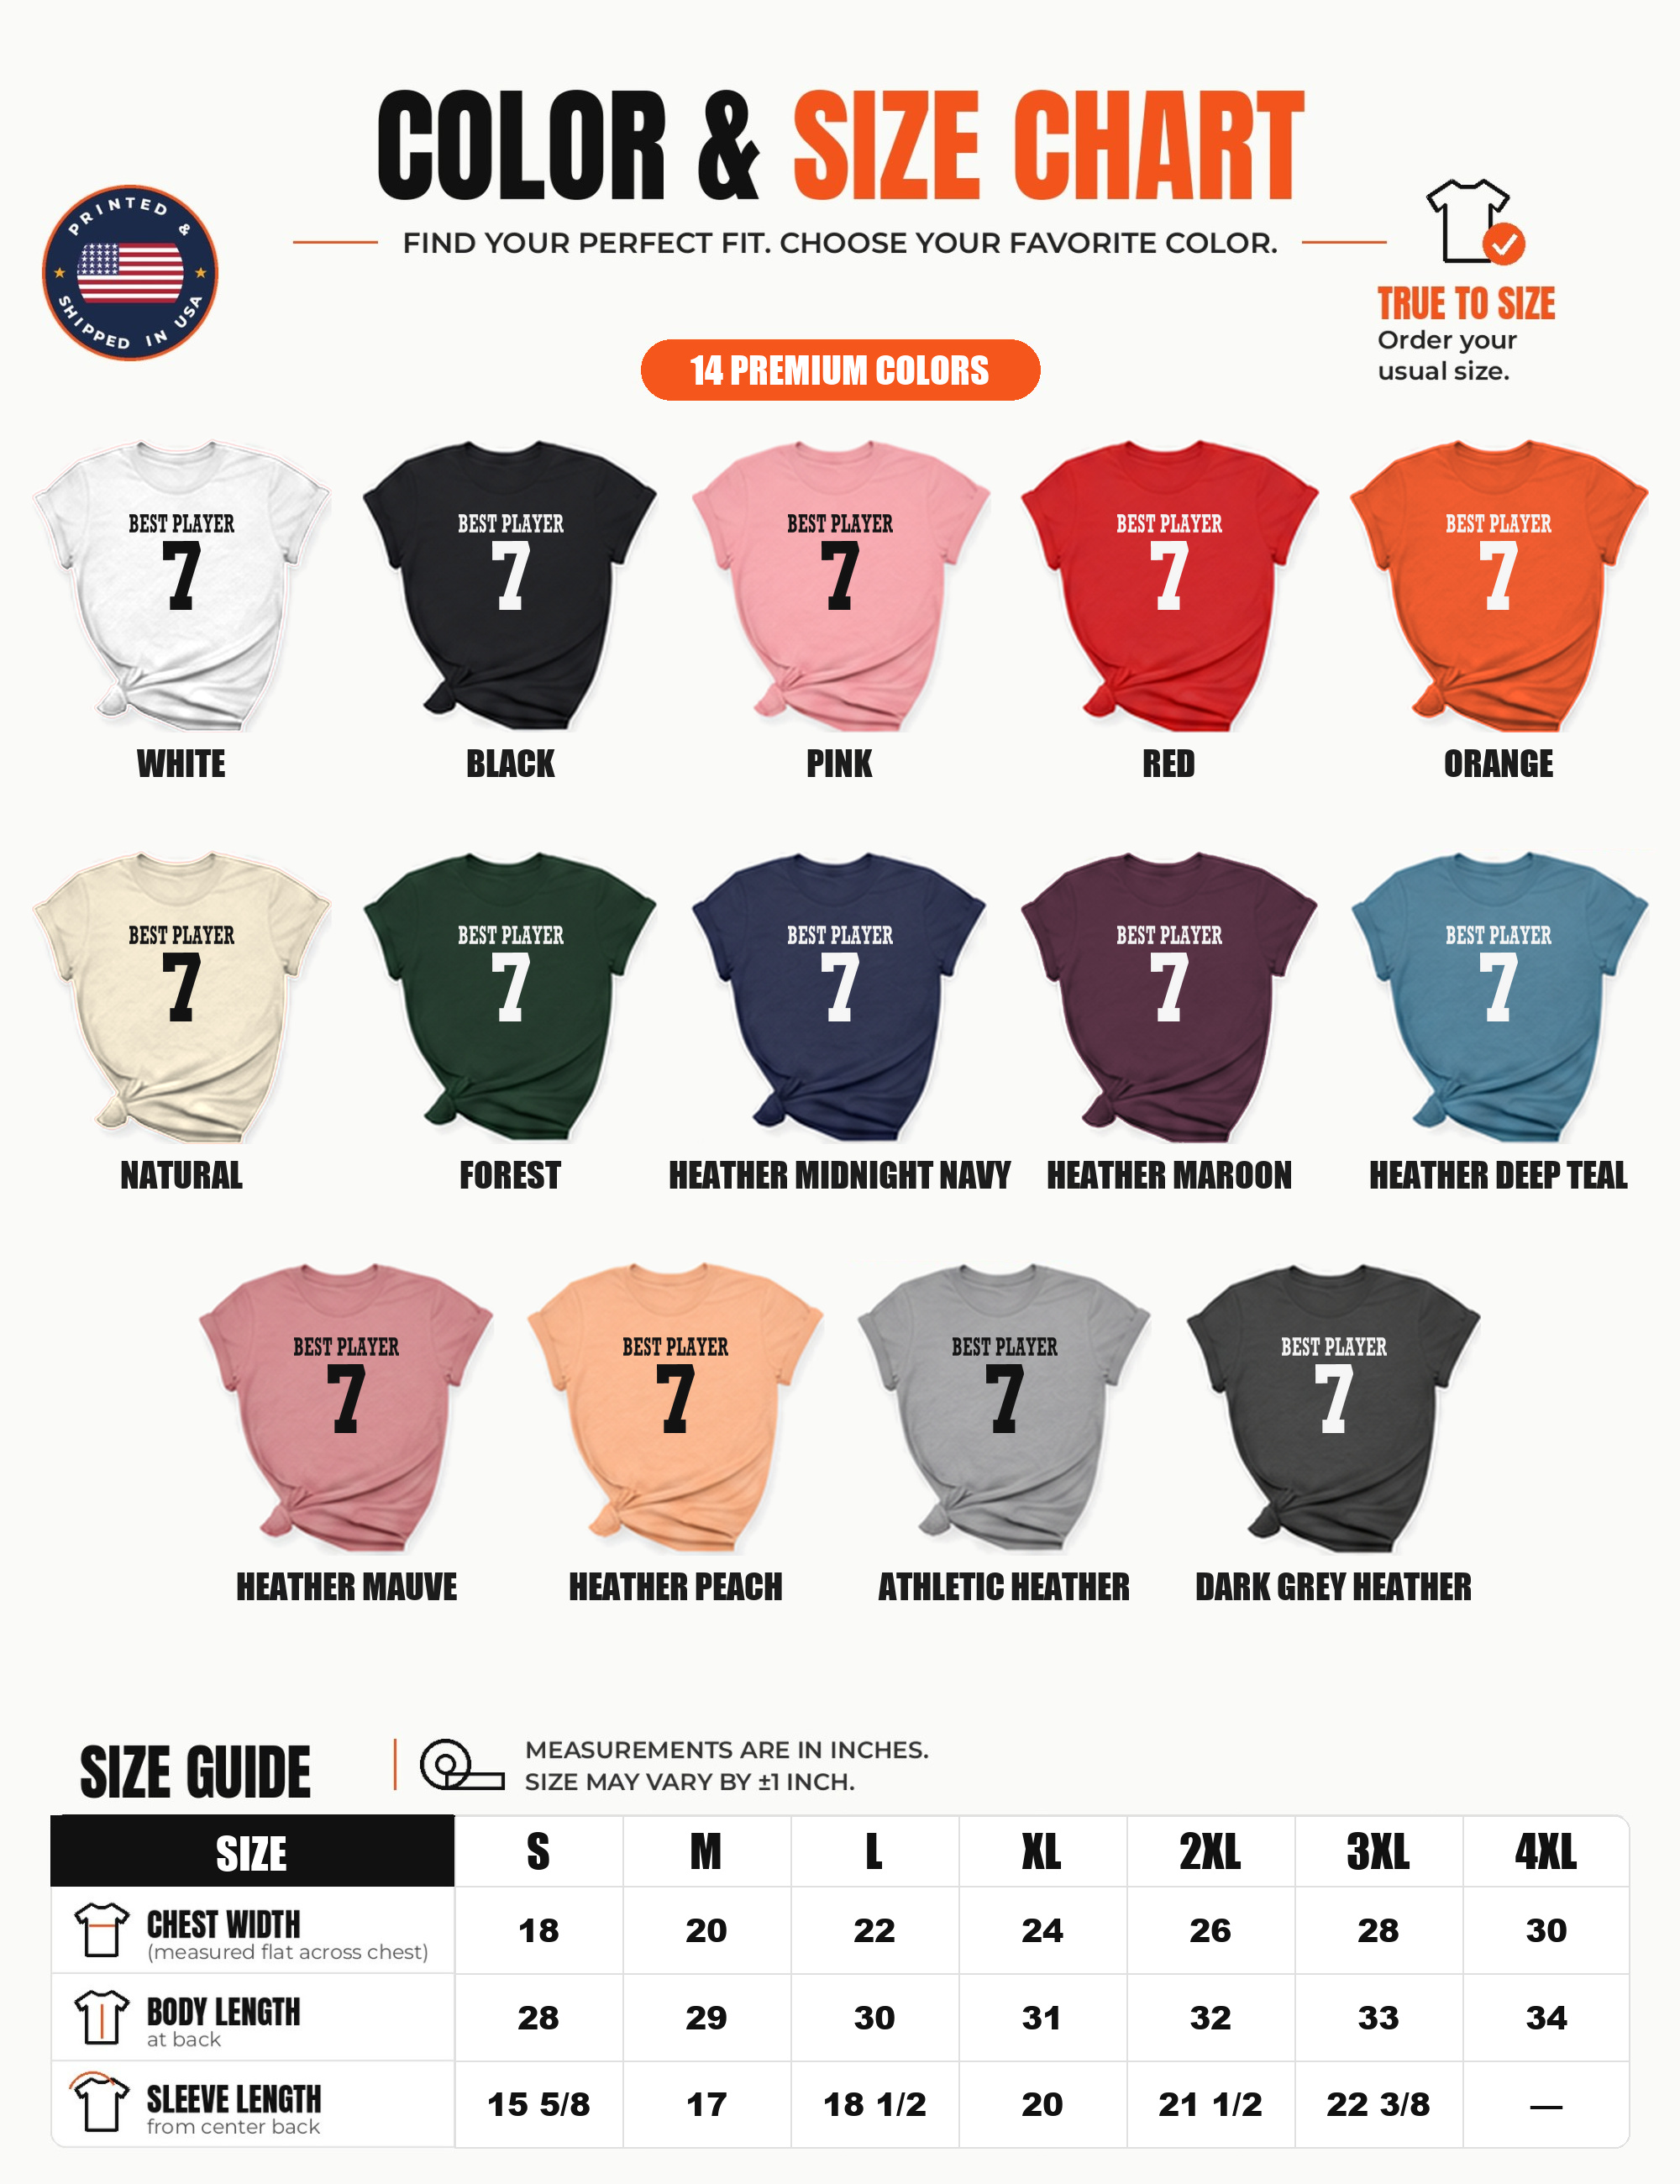 COLOR & SIZE CHART
FIND YOUR PERFECT FIT. CHOOSE YOUR FAVORITE COLOR.
PRINTED &
SHIPPED IN USA
TRUE TO SIZE
Order your
usual size.
14 PREMIUM COLORS
BEST PLAYER
7
BEST PLAYER
7
BEST PLAYER
7
BEST PLAYER
7
BEST PLAYER
7
WHITE
BLACK
PINK
RED
ORANGE
BEST PLAYER
7
BEST PLAYER
7
BEST PLAYER
7
BEST PLAYER
7
BEST PLAYER
7
NATURAL
FOREST
HEATHER MIDNIGHT NAVY
HEATHER MAROON
HEATHER DEEP TEAL
BEST PLAYER
7
BEST PLAYER
7
BEST PLAYER
7
BEST PLAYER
7
HEATHER MAUVE
HEATHER PEACH
ATHLETIC HEATHER
DARK GREY HEATHER
SIZE GUIDE
MEASUREMENTS ARE IN INCHES.
SIZE MAY VARY BY ±1 INCH.
SIZE S M L XL 2XL 3XL 4XL
CHEST WIDTH 18 20 22 24 26 28 30
(measured flat across chest)
BODY LENGTH 28 29 30 31 32 33 34
at back
SLEEVE LENGTH 15 5/8 17 18 1/2 20 21 1/2 22 3/8 —
from center back